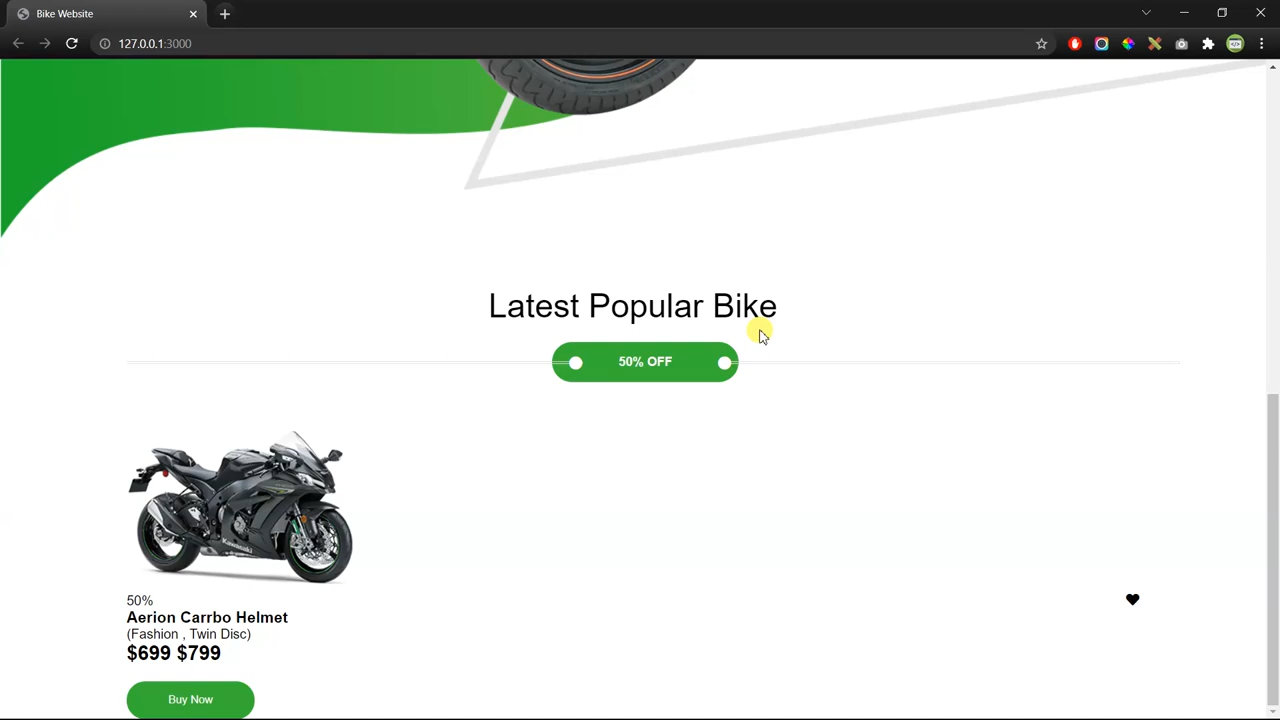 Bike Website
127.0.0.1:3000
Latest Popular Bike
50% OFF
Kawasaki
50%
Aerion Carrbo Helmet
(Fashion , Twin Disc)
$699 $799
Buy Now